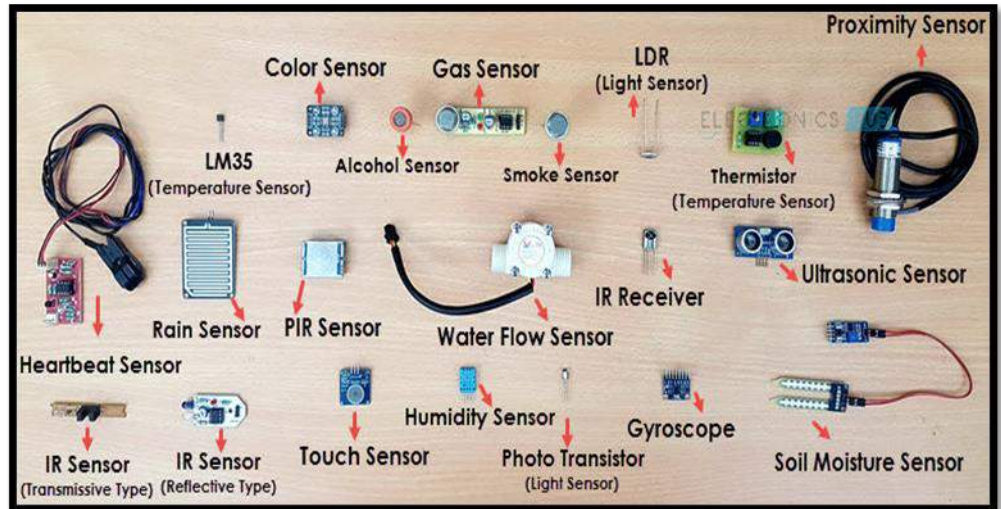 Proximity Sensor
Color Sensor
Gas Sensor
LDR
(Light Sensor)
LM35
(Temperature Sensor)
Alcohol Sensor
Smoke Sensor
Thermistor
(Temperature Sensor)
Heartbeat Sensor
Rain Sensor
PIR Sensor
Water Flow Sensor
IR Receiver
Ultrasonic Sensor
IR Sensor
(Transmissive Type)
IR Sensor
(Reflective Type)
Touch Sensor
Humidity Sensor
Photo Transistor
(Light Sensor)
Gyroscope
Soil Moisture Sensor